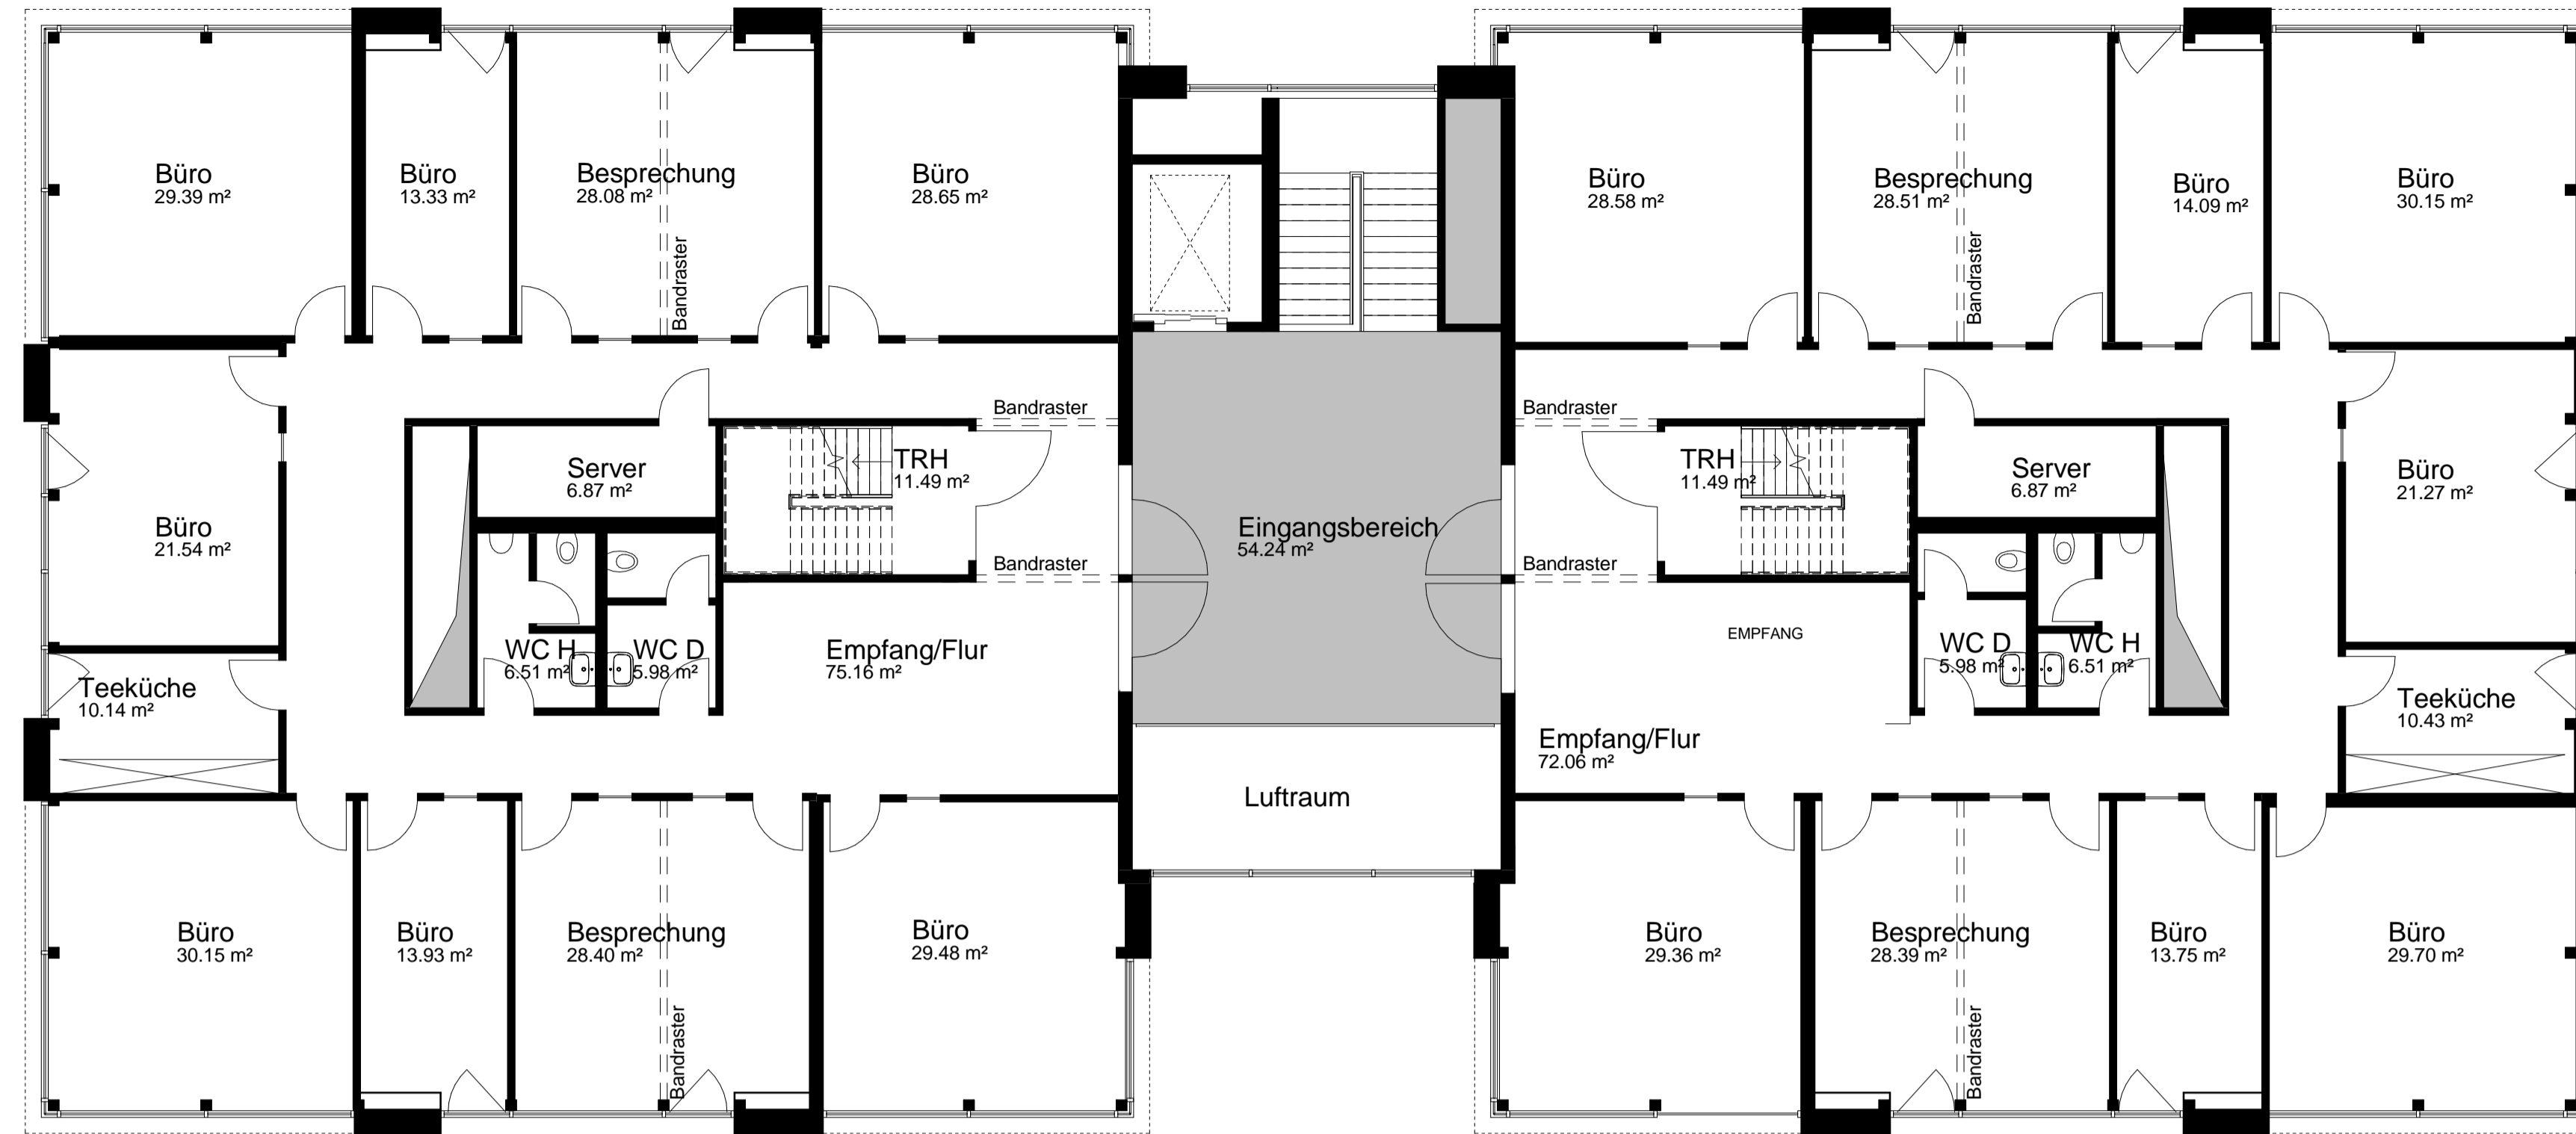 Büro
29.39 m²
Büro
13.33 m²
Besprechung
28.08 m²
Bandraster
Büro
28.65 m²
Büro
28.58 m²
Besprechung
28.51 m²
Bandraster
Büro
14.09 m²
Büro
30.15 m²
Bandraster
Bandraster
Server
6.87 m²
TRH
11.49 m²
TRH
11.49 m²
Server
6.87 m²
Büro
21.54 m²
Büro
21.27 m²
Eingangsbereich
54.24 m²
Bandraster
Bandraster
WC H
6.51 m²
WC D
5.98 m²
Empfang/Flur
75.16 m²
EMPFANG
WC D
5.98 m²
WC H
6.51 m²
Teeküche
10.14 m²
Teeküche
10.43 m²
Empfang/Flur
72.06 m²
Luftraum
Büro
30.15 m²
Büro
13.93 m²
Besprechung
28.40 m²
Bandraster
Büro
29.48 m²
Büro
29.36 m²
Besprechung
28.39 m²
Bandraster
Büro
13.75 m²
Büro
29.70 m²